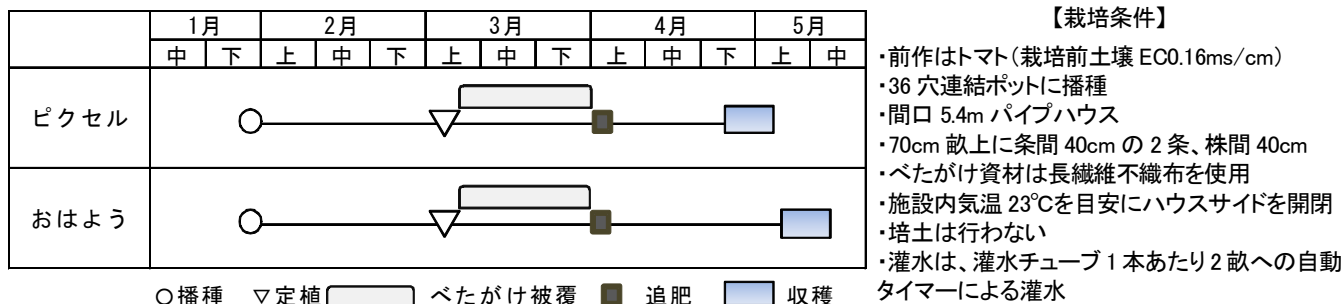 1月 2月 3月 4月 5月
中 下 上 中 下 上 中 下 上 中 下 上 中
ピクセル
おはよう
○播種 ▽定植 べたがけ被覆 追肥 収穫
【栽培条件】
・前作はトマト(栽培前土壌 EC0.16ms/cm)
・36 穴連結ポットに播種
・間口 5.4m パイプハウス
・70cm 畝上に条間 40cm の 2 条、株間 40cm
・べたがけ資材は長繊維不織布を使用
・施設内気温 23℃を目安にハウスサイドを開閉
・培土は行わない
・灌水は、灌水チューブ 1 本あたり 2 畝への自動
タイマーによる灌水